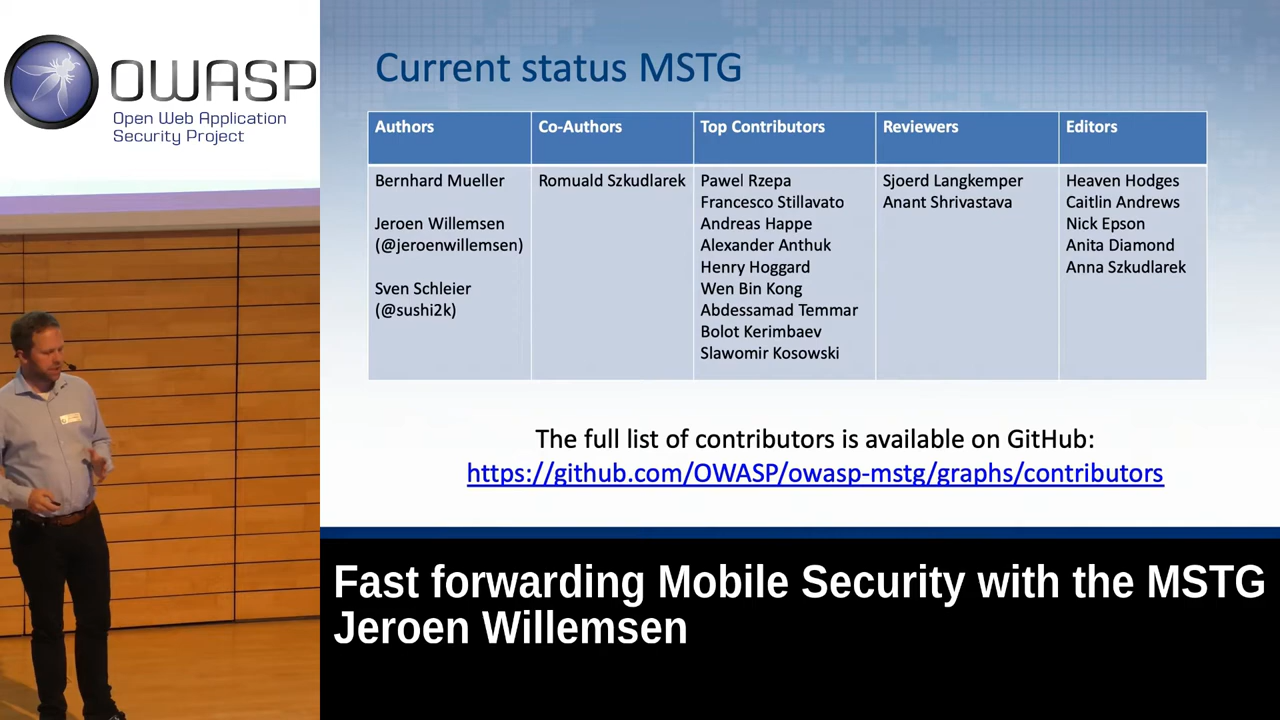 OWASP
Open Web Application
Security Project
Current status MSTG
Authors
Co-Authors
Top Contributors
Reviewers
Editors
Bernhard Mueller
Jeroen Willemsen
(@jeroenwillemsen)
Sven Schleier
(@sushi2k)
Romuald Szkudlarek
Pawel Rzepa
Francesco Stillavato
Andreas Happe
Alexander Anthuk
Henry Hoggard
Wen Bin Kong
Abdessamad Temmar
Bolot Kerimbaev
Slawomir Kosowski
Sjoerd Langkemper
Anant Shrivastava
Heaven Hodges
Caitlin Andrews
Nick Epson
Anita Diamond
Anna Szkudlarek
The full list of contributors is available on GitHub:
https://github.com/OWASP/owasp-mstg/graphs/contributors
Fast forwarding Mobile Security with the MSTG
Jeroen Willemsen